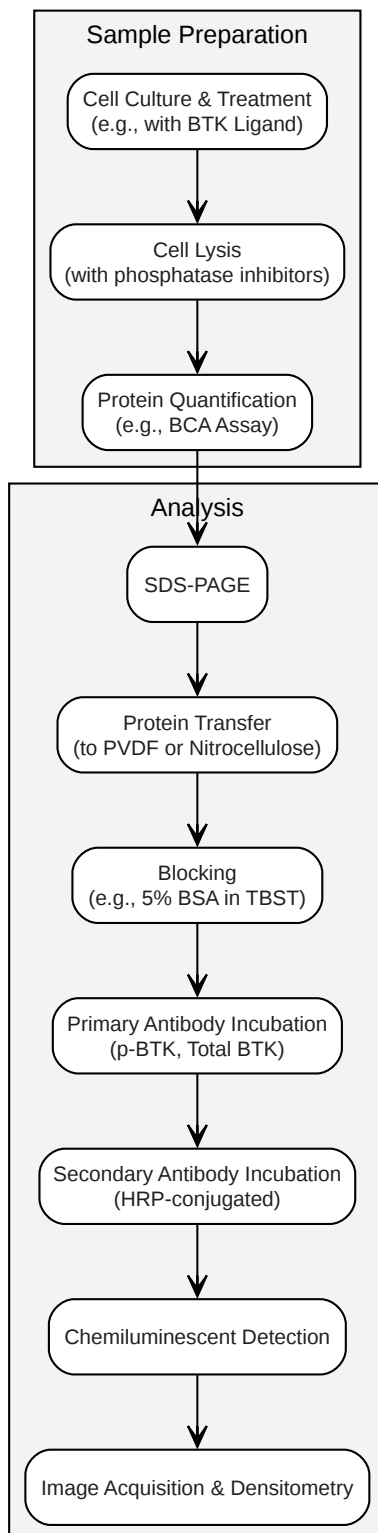 Sample Preparation
Cell Culture & Treatment
(e.g., with BTK Ligand)
Cell Lysis
(with phosphatase inhibitors)
Protein Quantification
(e.g., BCA Assay)
Analysis
SDS-PAGE
Protein Transfer
(to PVDF or Nitrocellulose)
Blocking
(e.g., 5% BSA in TBST)
Primary Antibody Incubation
(p-BTK, Total BTK)
Secondary Antibody Incubation
(HRP-conjugated)
Chemiluminescent Detection
Image Acquisition & Densitometry